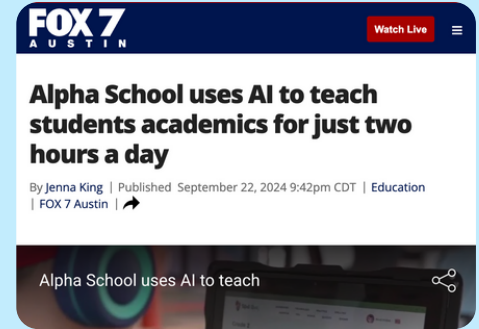 FOX 7
AUSTIN
Watch Live
Alpha School uses AI to teach
students academics for just two
hours a day
By Jenna King | Published September 22, 2024 9:42pm CDT | Education
| FOX 7 Austin |
Alpha School uses AI to teach